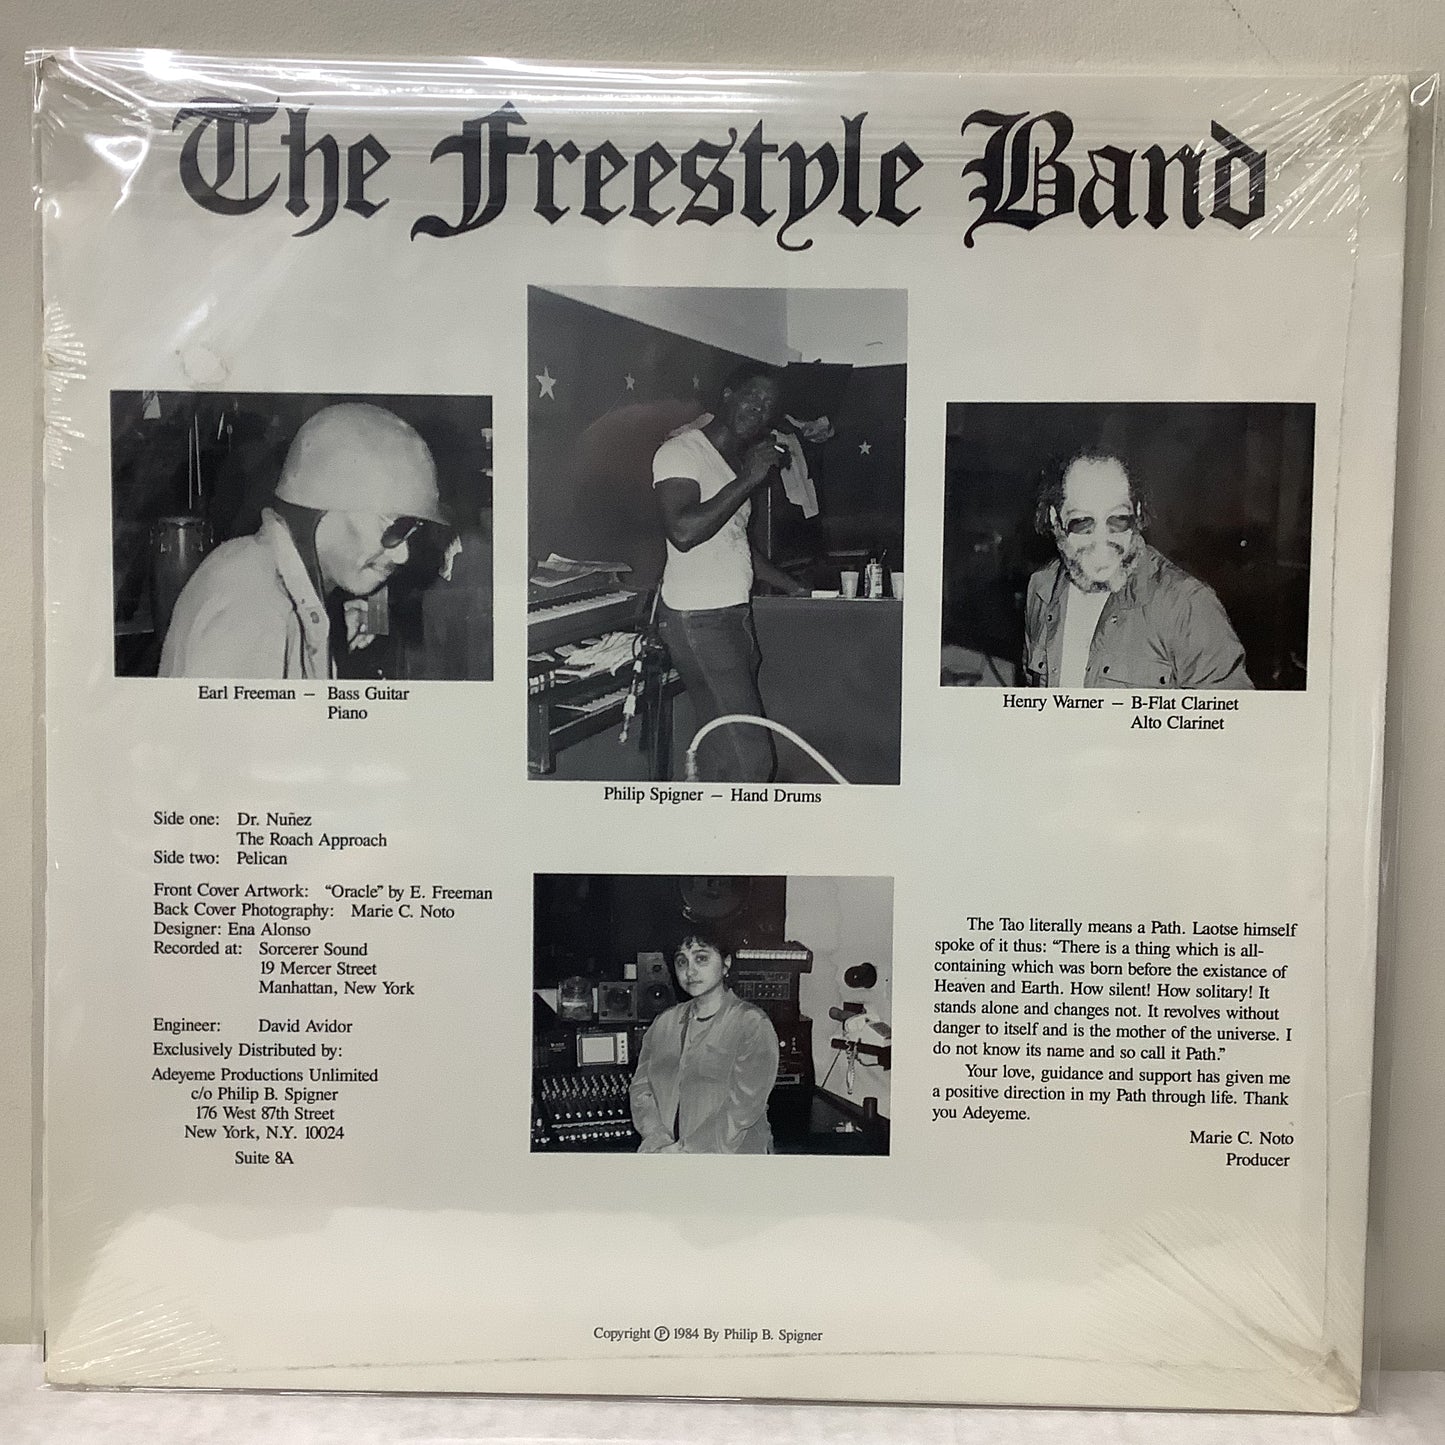 The Freestyle Band
Earl Freeman – Bass Guitar
Piano
Henry Warner – B-Flat Clarinet
Alto Clarinet
Philip Spigner – Hand Drums
Side one: Dr. Nuñez
The Roach Approach
Side two: Pelican
Front Cover Artwork: "Oracle" by E. Freeman
Back Cover Photography: Marie C. Noto
Designer: Ena Alonso
Recorded at: Sorcerer Sound
19 Mercer Street
Manhattan, New York
Engineer: David Avidor
Exclusively Distributed by:
Adeyeme Productions Unlimited
c/o Philip B. Spigner
176 West 87th Street
New York, N.Y. 10024
Suite 8A
The Tao literally means a Path. Laotse himself
spoke of it thus: "There is a thing which is all-
containing which was born before the existance of
Heaven and Earth. How silent! How solitary! It
stands alone and changes not. It revolves without
danger to itself and is the mother of the universe. I
do not know its name and so call it Path."
Your love, guidance and support has given me
a positive direction in my Path through life. Thank
you Adeyeme.
Marie C. Noto
Producer
Copyright Ⓟ 1984 By Philip B. Spigner